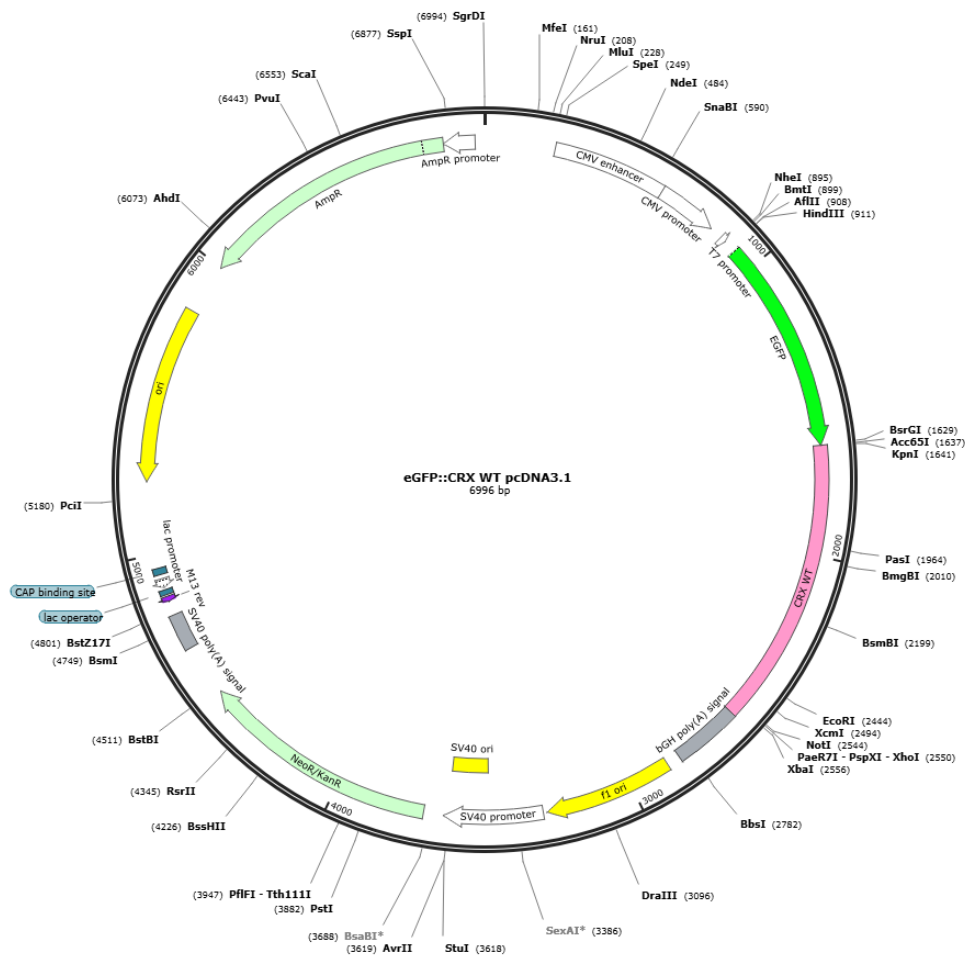 (6994) SgrDI
(6877) SspI
(6553) ScaI
(6443) PvuI
(6073) AhdI
MfeI (161)
NruI (208)
MluI (228)
SpeI (249)
NdeI (484)
SnaBI (590)
NheI (895)
BmtI (899)
AflII (908)
HindIII (911)
AmpR promoter
AmpR
CMV enhancer
CMV promoter
T7 promoter
1000
EGFP
6000
ori
BsrGI (1629)
Acc65I (1637)
KpnI (1641)
eGFP::CRX WT pcDNA3.1
6996 bp
(5180) PciI
PasI (1964)
BmgBI (2010)
2000
CRX WT
5000
lac promoter
M13 rev
CAP binding site
lac operator
SV40 poly(A) signal
(4801) BstZ17I
(4749) BsmI
BsmBI (2199)
(4511) BstBI
(4345) RsrII
(4226) BssHII
EcoRI (2444)
XcmI (2494)
NotI (2544)
PaeR7I - PspXI - XhoI (2550)
XbaI (2556)
bGH poly(A) signal
SV40 ori
NeoR/KanR
f1 ori
SV40 promoter
3000
4000
BbsI (2782)
DraIII (3096)
SexAI* (3386)
StuI (3618)
(3619) AvrII
(3688) BsaBI*
(3882) PstI
(3947) PflFI - Tth111I